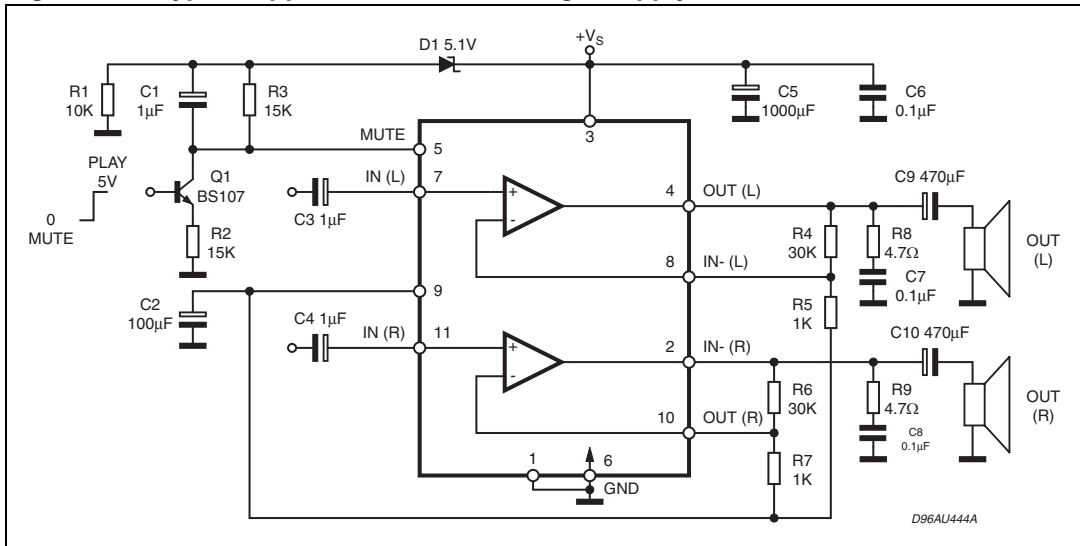 D1 5.1V
+VS
R1
10K
C1
1µF
R3
15K
C5
1000µF
C6
0.1µF
MUTE
3
5
PLAY
5V
Q1
BS107
0
MUTE
R2
15K
IN (L)
7
C3 1µF
+
-
4
OUT (L)
C9 470µF
R4
30K
R8
4.7Ω
C7
0.1µF
OUT
(L)
8
IN- (L)
R5
1K
9
C2
100µF
C4 1µF
IN (R)
11
+
-
2
IN- (R)
C10 470µF
R6
30K
R9
4.7Ω
C8
0.1µF
OUT
(R)
10
OUT (R)
R7
1K
1
6
GND
D96AU444A